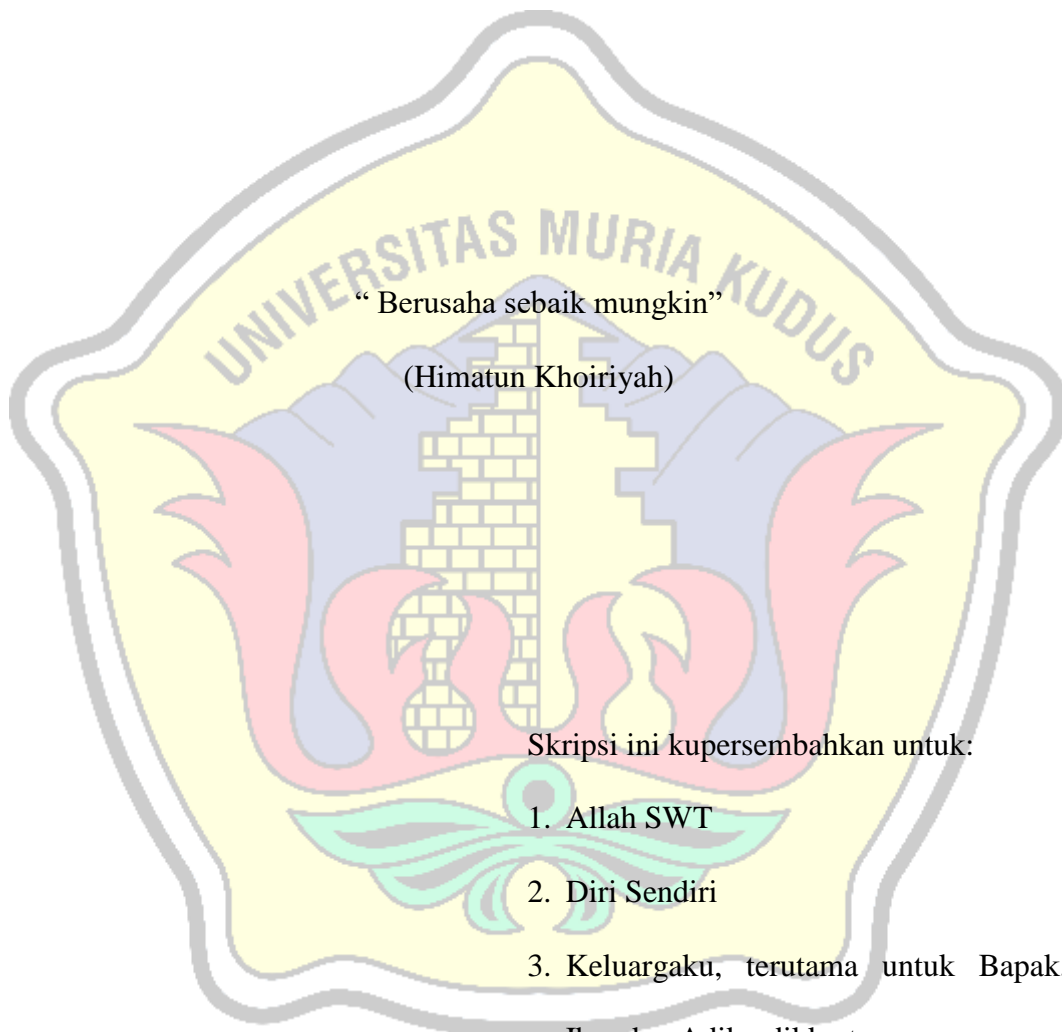 UNIVERSITAS MURIA KUDUS
“ Berusaha sebaik mungkin”
(Himatun Khoiriyah)
Skripsi ini kupersembahkan untuk:
1. Allah SWT
2. Diri Sendiri
3. Keluargaku, terutama untuk Bapak